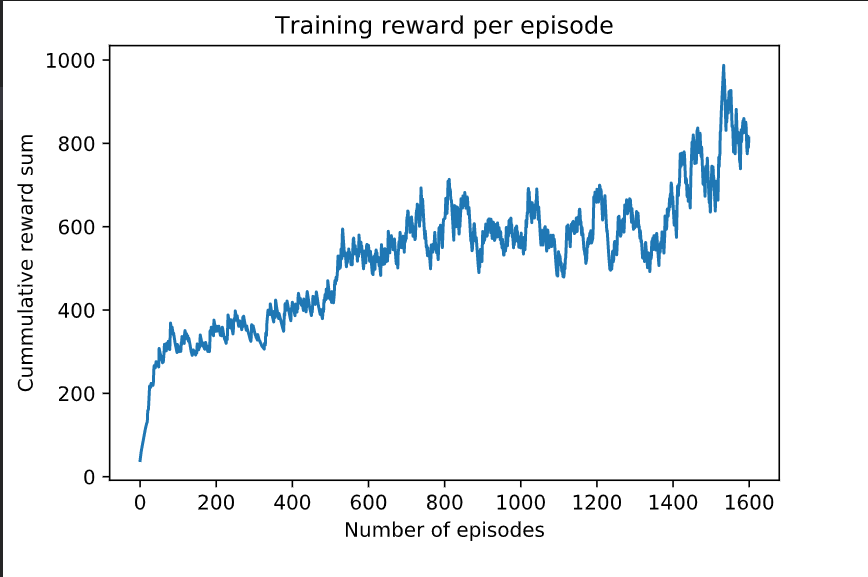 Training reward per episode
1000
800
600
400
200
0
Cummulative reward sum
0 200 400 600 800 1000 1200 1400 1600
Number of episodes